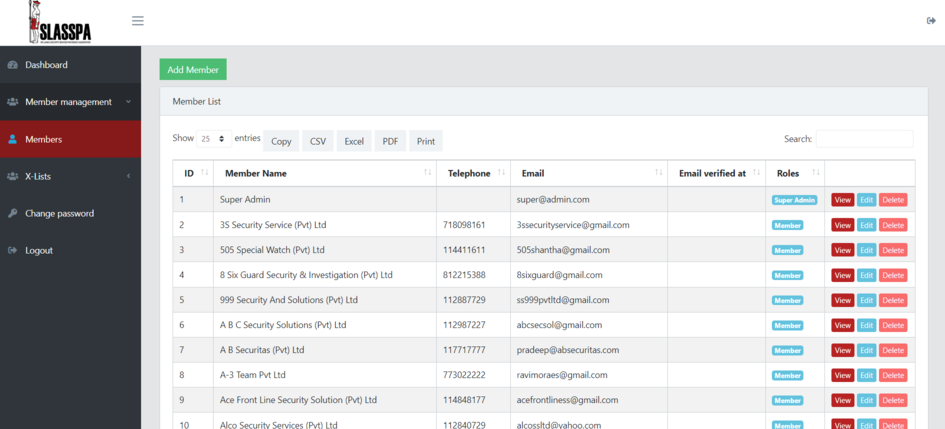 SLASSPA
Dashboard
Member management
Members
X-Lists
Change password
Logout
Add Member
Member List
Show 25 entries Copy CSV Excel PDF Print Search:
ID Member Name Telephone Email Email verified at Roles
1 Super Admin super@admin.com Super Admin View Edit Delete
2 3S Security Service (Pvt) Ltd 718098161 3ssecurityservice@gmail.com Member View Edit Delete
3 505 Special Watch (Pvt) Ltd 114411611 505shantha@gmail.com Member View Edit Delete
4 8 Six Guard Security & Investigation (Pvt) Ltd 812215388 8sixguard@gmail.com Member View Edit Delete
5 999 Security And Solutions (Pvt) Ltd 112887729 ss999pvtltd@gmail.com Member View Edit Delete
6 A B C Security Solutions (Pvt) Ltd 112987227 abcsecsol@gmail.com Member View Edit Delete
7 A B Securitas (Pvt) Ltd 117717777 pradeep@absecuritas.com Member View Edit Delete
8 A-3 Team Pvt Ltd 773022222 ravimoraes@gmail.com Member View Edit Delete
9 Ace Front Line Security Solution (Pvt) Ltd 114848177 acefrontliness@gmail.com Member View Edit Delete
10 Alco Security Services (Pvt) Ltd 112840729 alcossltd@yahoo.com Member View Edit Delete